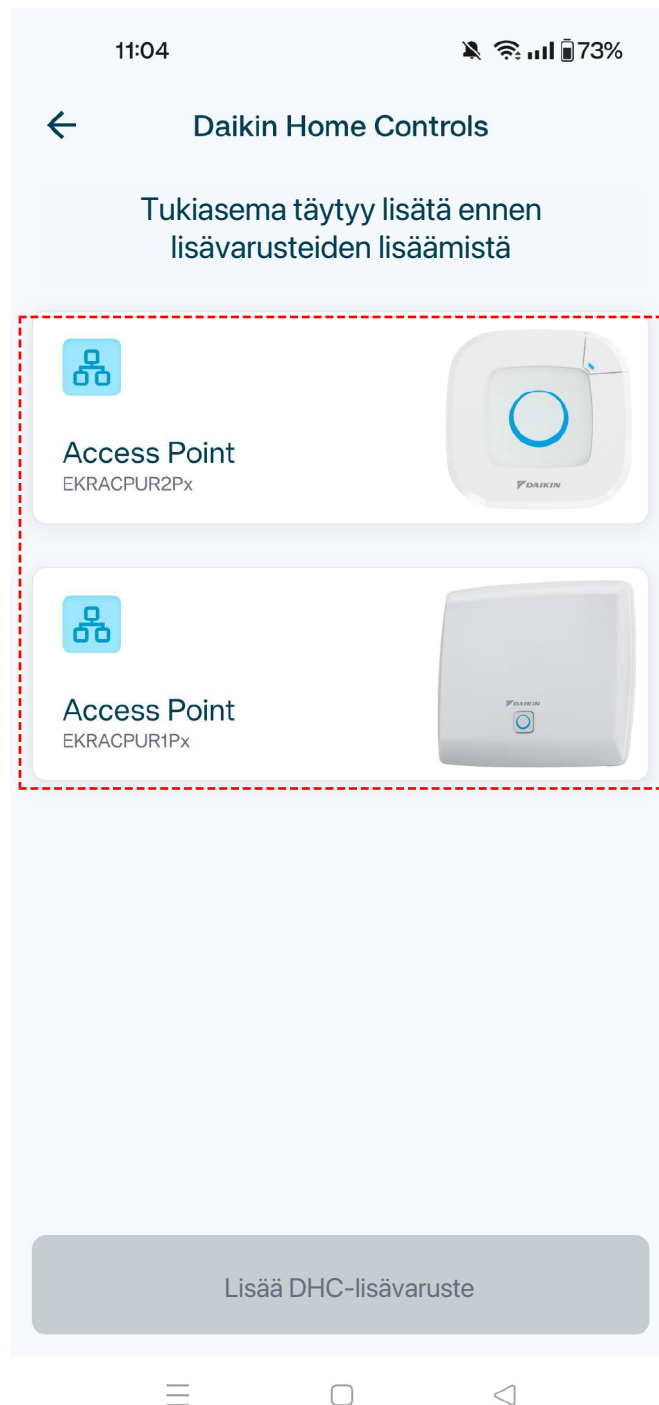 11:04
73%
Daikin Home Controls
Tukiasema täytyy lisätä ennen
lisävarusteiden lisäämistä
Access Point
EKRACPUR2Px
DAIKIN
Access Point
EKRACPUR1Px
DAIKIN
Lisää DHC-lisävaruste